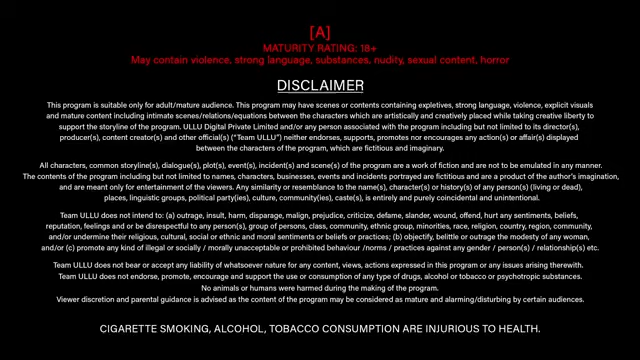 [A]
MATURITY RATING: 18+
May contain violence, strong language, substances, nudity, sexual content, horror
DISCLAIMER
This program is suitable only for adult/mature audience. This program may have scenes or contents containing expletives, strong language, violence, explicit visuals
and mature content including intimate scenes/relations/equations between the characters which are artistically and creatively placed while taking creative liberty to
support the storyline of the program. ULLU Digital Private Limited and/or any person associated with the program including but not limited to its director(s),
producer(s), content creator(s) and other official(s) ("Team ULLU") neither endorses, supports, promotes nor encourages any action(s) or affair(s) displayed
between the characters of the program, which are fictitious and imaginary.
All characters, common storyline(s), dialogue(s), plot(s), event(s), incident(s) and scene(s) of the program are a work of fiction and are not to be emulated in any manner.
The contents of the program including but not limited to names, characters, businesses, events and incidents portrayed are fictitious and are a product of the author's imagination,
and are meant only for entertainment of the viewers. Any similarity or resemblance to the name(s), character(s) or history(s) of any person(s) (living or dead),
places, linguistic groups, political party(ies), culture, community(ies), caste(s), is entirely and purely coincidental and unintentional.
Team ULLU does not intend to: (a) outrage, insult, harm, disparage, malign, prejudice, criticize, defame, slander, wound, offend, hurt any sentiments, beliefs,
reputation, feelings and or be disrespectful to any person(s), group of persons, class, community, ethnic group, minorities, race, religion, country, region, community,
and/or undermine their religious, cultural, social or ethnic and moral sentiments or beliefs or practices; (b) objectify, belittle or outrage the modesty of any woman,
and/or (c) promote any kind of illegal or socially / morally unacceptable or prohibited behaviour /norms / practices against any gender / person(s) / relationship(s) etc.
Team ULLU does not bear or accept any liability of whatsoever nature for any content, views, actions expressed in this program or any issues arising therewith.
Team ULLU does not endorse, promote, encourage and support the use or consumption of any type of drugs, alcohol or tobacco or psychotropic substances.
No animals or humans were harmed during the making of the program.
Viewer discretion and parental guidance is advised as the content of the program may be considered as mature and alarming/disturbing by certain audiences.
CIGARETTE SMOKING, ALCOHOL, TOBACCO CONSUMPTION ARE INJURIOUS TO HEALTH.